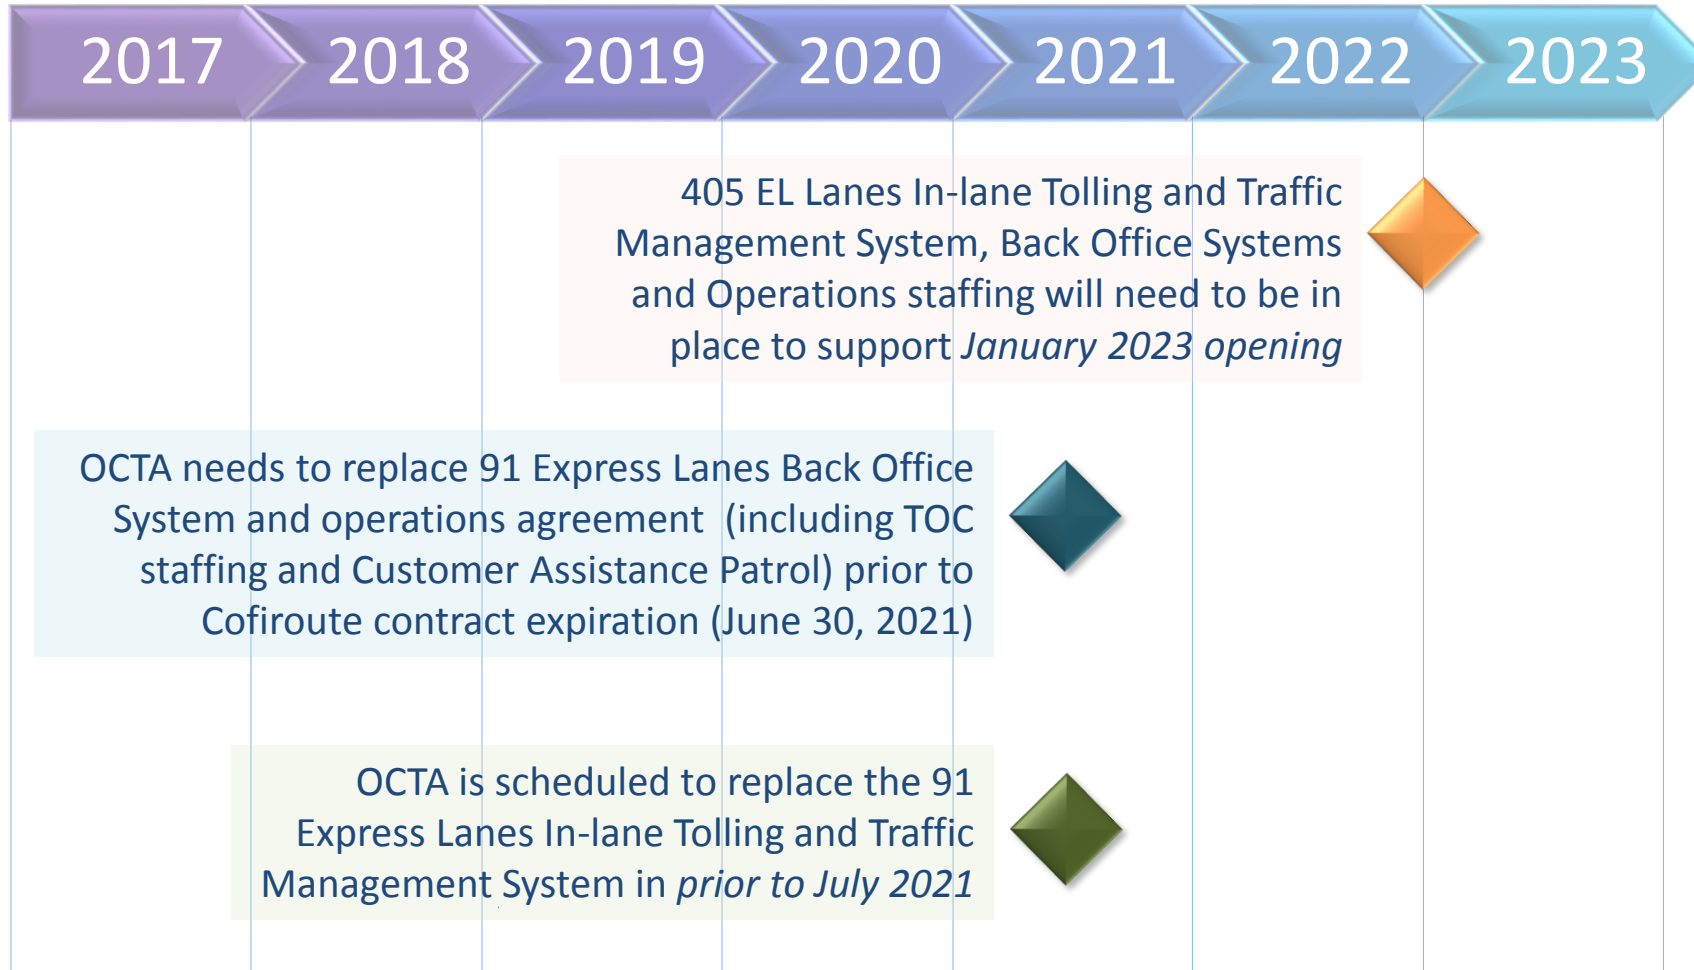 2017 2018 2019 2020 2021 2022 2023
405 EL Lanes In-lane Tolling and Traffic
Management System, Back Office Systems
and Operations staffing will need to be in
place to support January 2023 opening
OCTA needs to replace 91 Express Lanes Back Office
System and operations agreement (including TOC
staffing and Customer Assistance Patrol) prior to
Cofiroute contract expiration (June 30, 2021)
OCTA is scheduled to replace the 91
Express Lanes In-lane Tolling and Traffic
Management System in prior to July 2021